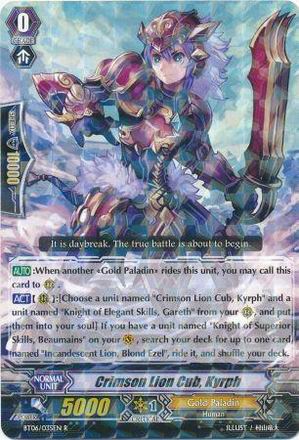 GRADE
0
10000
It is daybreak. The true battle is about to begin.
AUTO :When another «Gold Paladin» rides this unit, you may call this
card to .
ACT [ ]:[Choose a unit named "Crimson Lion Cub, Kyrph" and a
unit named "Knight of Elegant Skills, Gareth" from your , and put
them into your soul] If you have a unit named "Knight of Superior
Skills, Beaumains" on your , search your deck for up to one card
named "Incandescent Lion, Blond Ezel", ride it, and shuffle your deck.
NORMAL
UNIT
Crimson Lion Cub, Kyrph
5000
1
CRITICAL
Gold Paladin
Human
BT06/035EN R
ILLUST